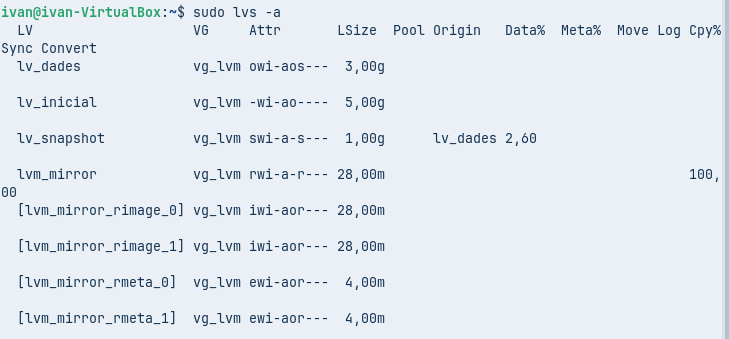 ivan@ivan-VirtualBox:~$ sudo lvs -a
  LV                    VG     Attr       LSize  Pool Origin   Data%  Meta%  Move Log Cpy%
Sync Convert
  lv_dades              vg_lvm owi-aos---  3,00g
  lv_inicial            vg_lvm -wi-ao----  5,00g
  lv_snapshot           vg_lvm swi-a-s---  1,00g      lv_dades 2,60
  lvm_mirror            vg_lvm rwi-a-r--- 28,00m                                      100,
00
  [lvm_mirror_rimage_0] vg_lvm iwi-aor--- 28,00m
  [lvm_mirror_rimage_1] vg_lvm iwi-aor--- 28,00m
  [lvm_mirror_rmeta_0]  vg_lvm ewi-aor---  4,00m
  [lvm_mirror_rmeta_1]  vg_lvm ewi-aor---  4,00m